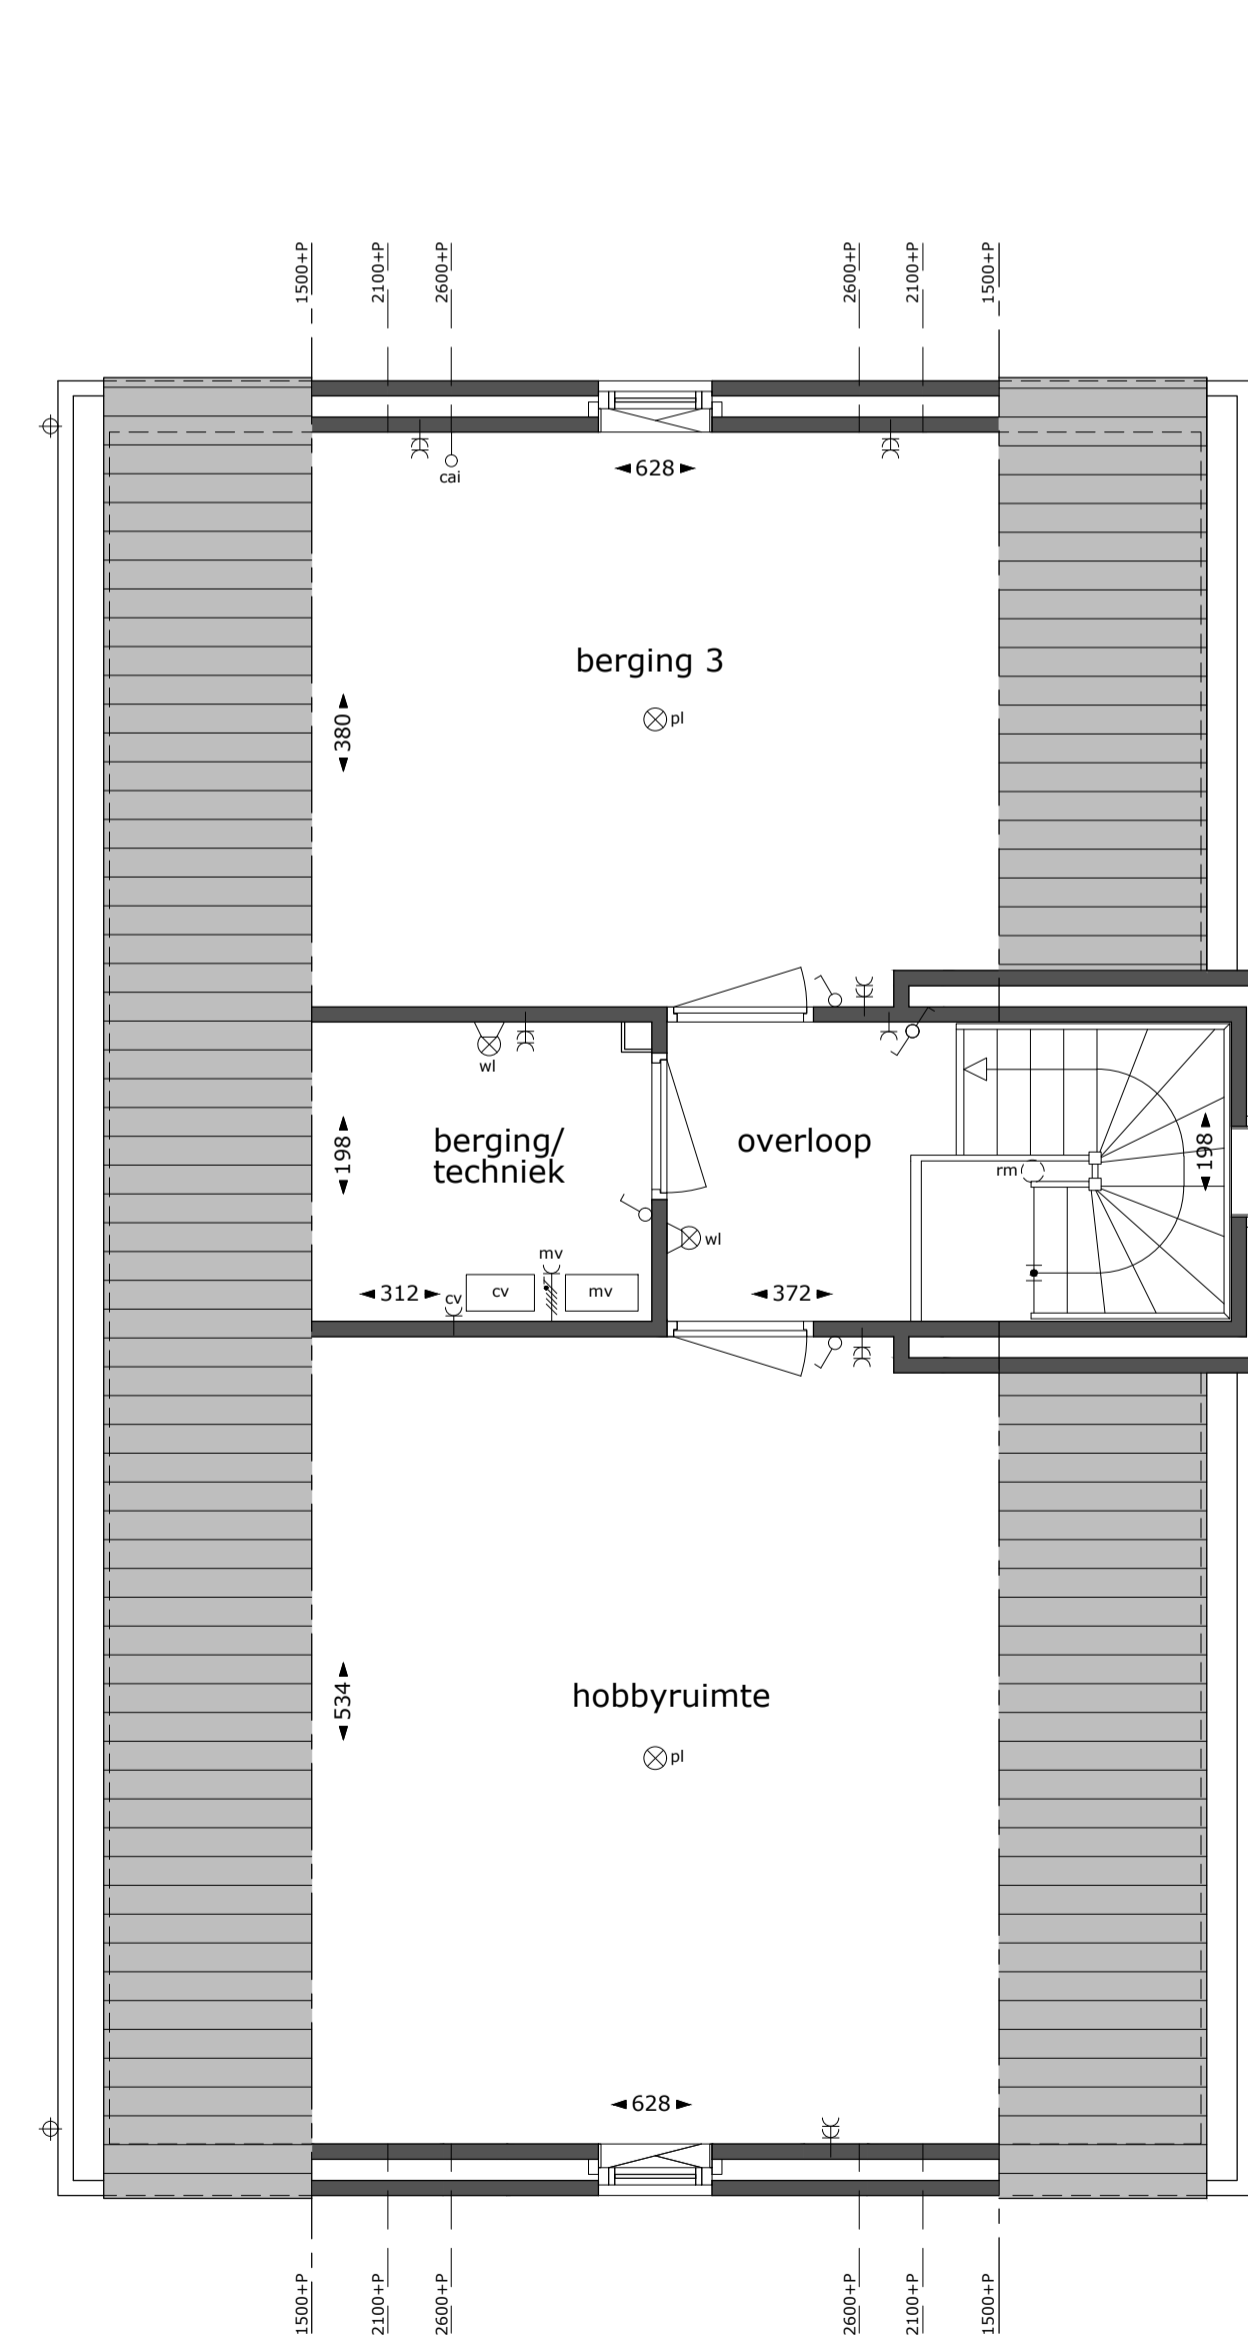 1500+P
2100+P
2600+P
2600+P
2100+P
1500+P
628
cai
berging 3
pl
380
wl
berging/
techniek
overloop
198
198
rm
wl
mv
312
cv
cv
mv
372
hobbyruimte
534
pl
628
1500+P
2100+P
2600+P
2600+P
2100+P
1500+P